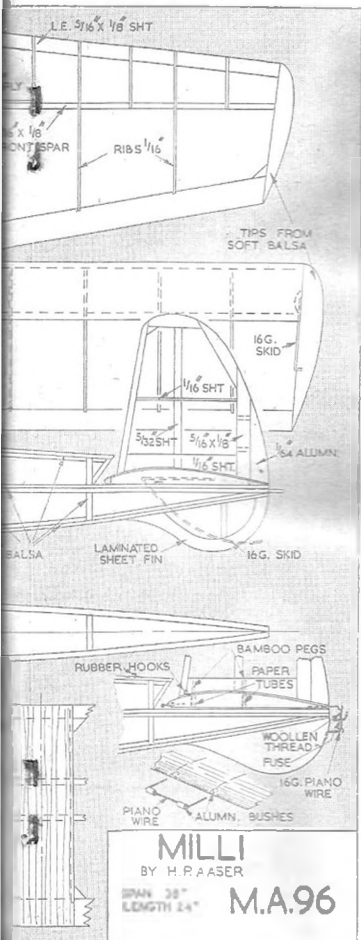 L.E. 5/16" X 1/8" SHT
FLY
X 1/8"
SPAR
RIBS 1/16"
TIPS FROM
SOFT BALSA
16G.
SKID
1/16" SHT
5/32" SHT
5/16" X 1/8"
1/64" ALUMN.
1/16" SHT.
BALSA
LAMINATED
SHEET FIN
16G. SKID
BAMBOO PEGS
RUBBER HOOKS
PAPER
TUBES
WOOLLEN
THREAD
FUSE
16G. PIANO
WIRE
PIANO
WIRE
ALUMN. BUSHES
MILLI
BY H.P. AASER
SPAN 38"
LENGTH 24"
M.A.96